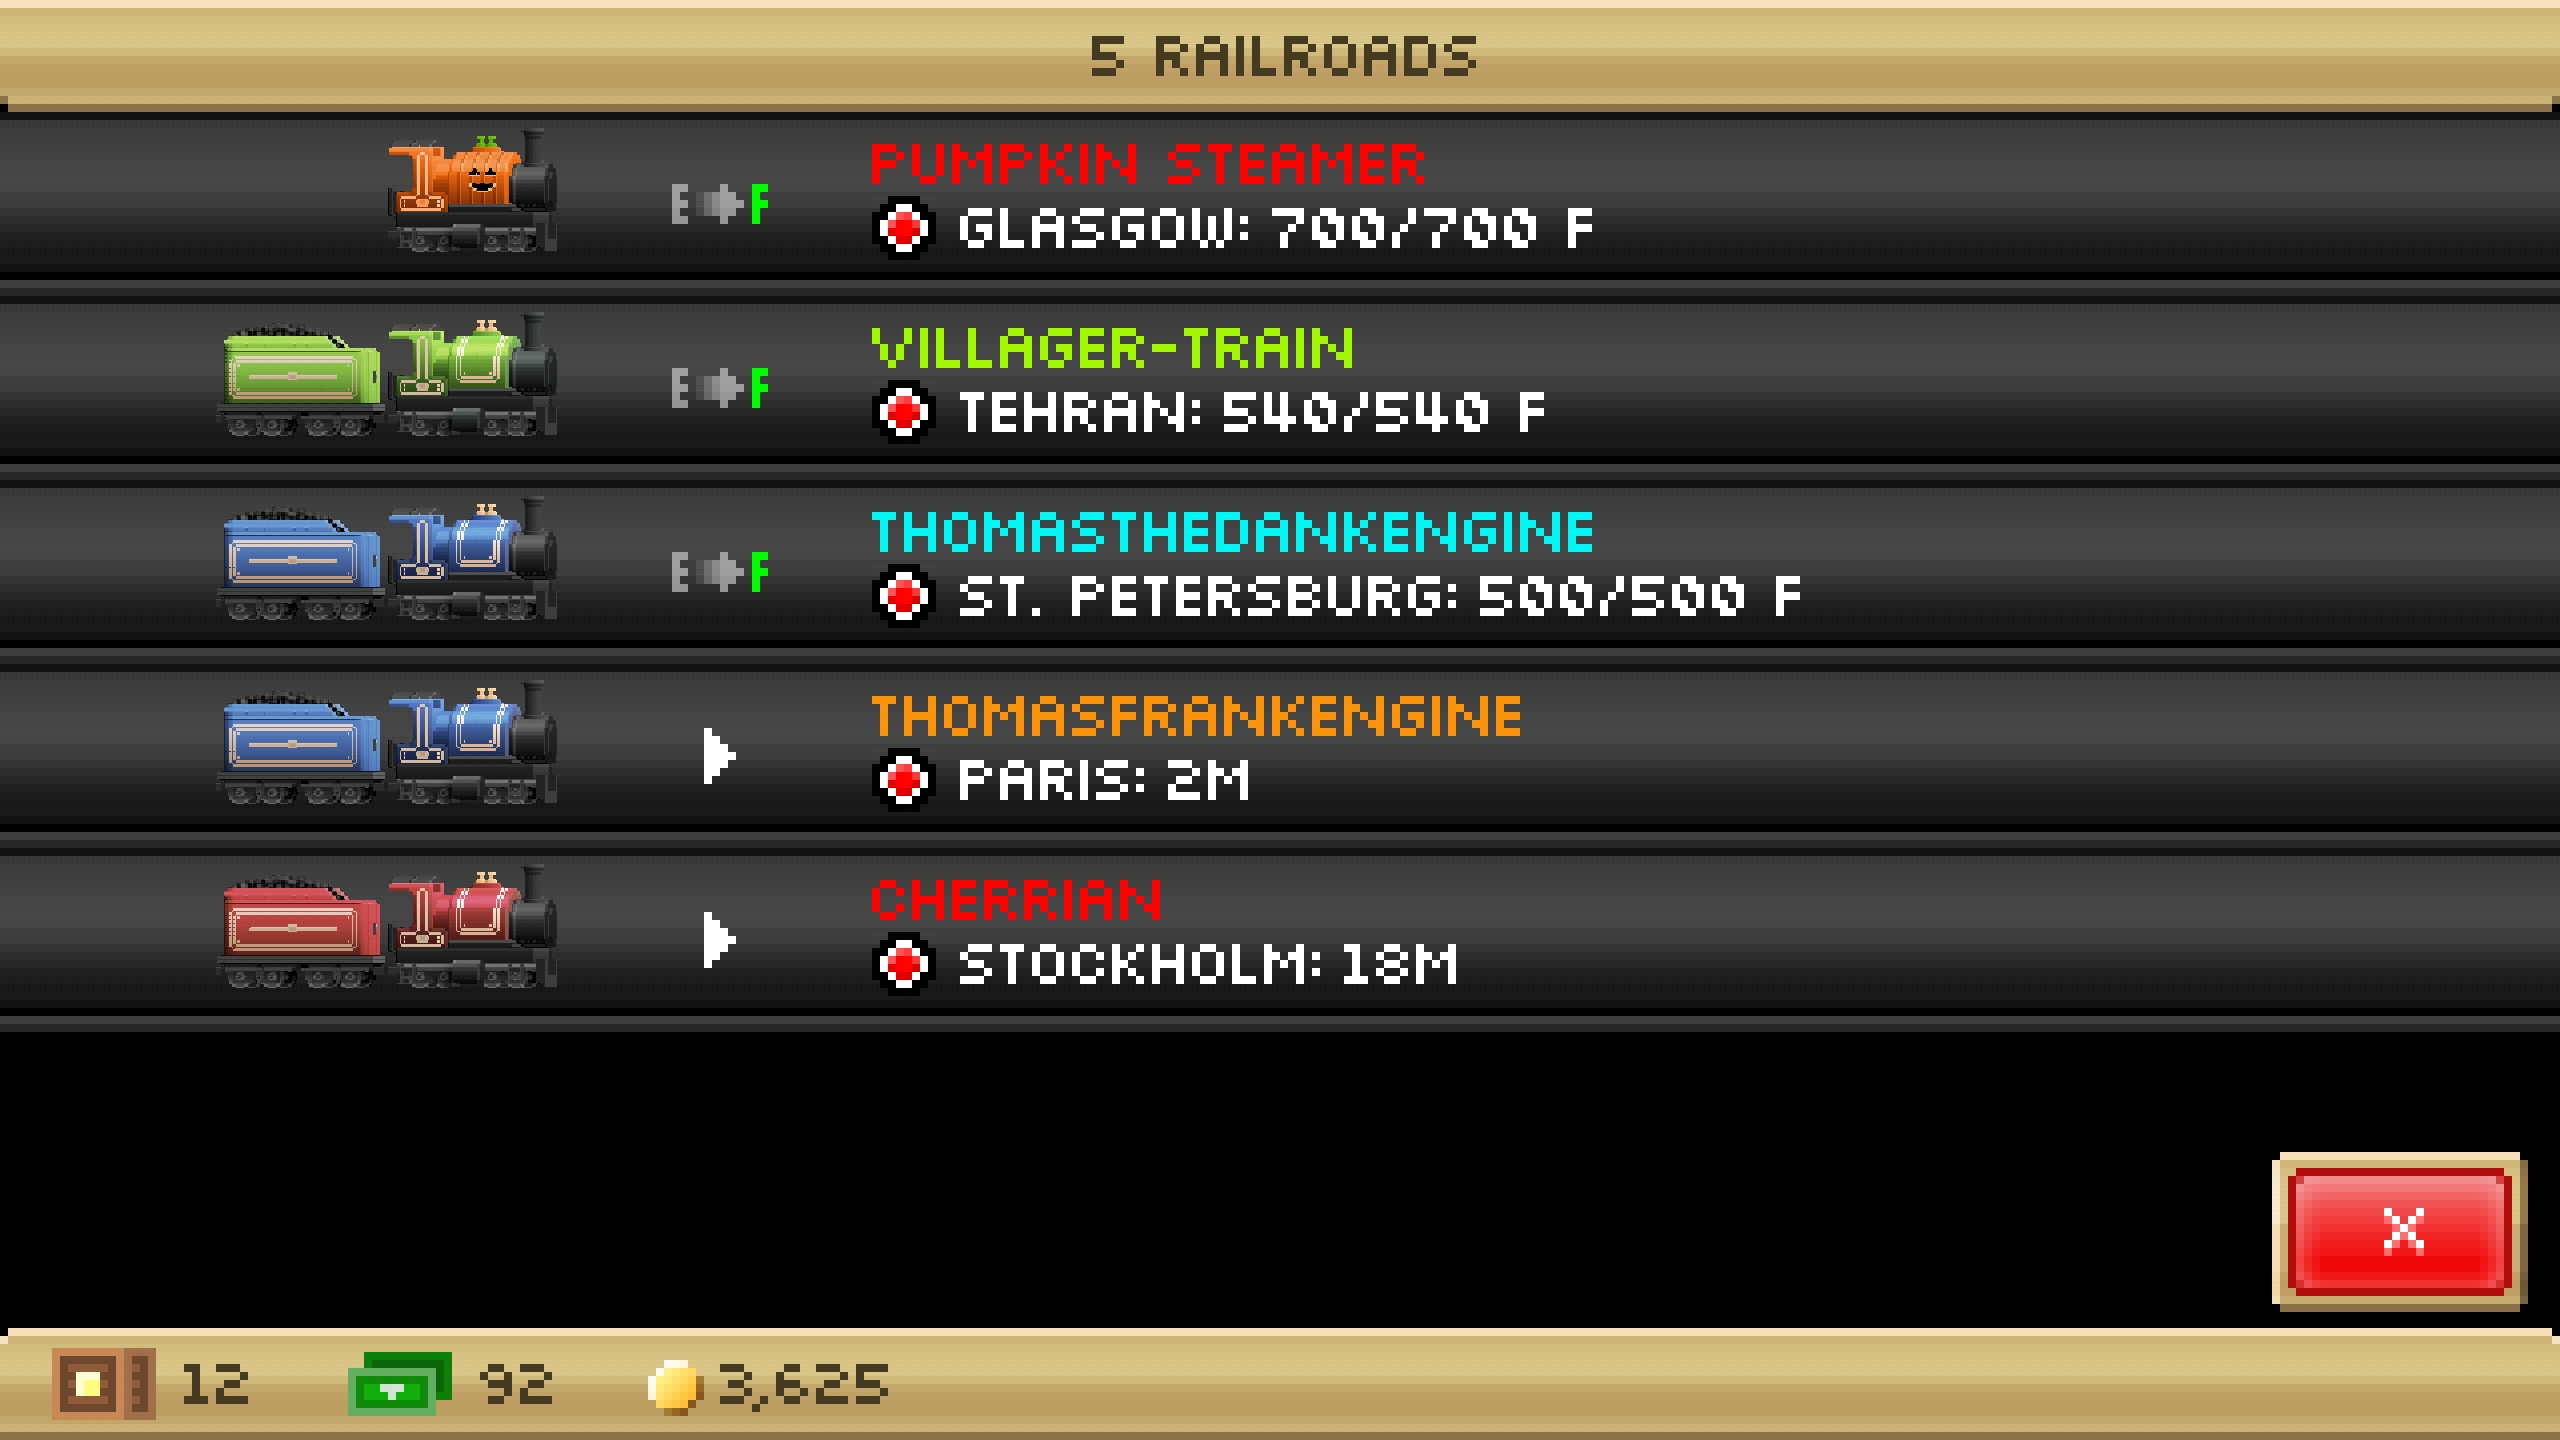 5 RAILROADS
E F
PUMPKIN STEAMER
GLASGOW: 700/700 F
E F
VILLAGER-TRAIN
TEHRAN: 540/540 F
E F
THOMASTHEDANKENGINE
ST. PETERSBURG: 500/500 F
THOMASFRANKENGINE
PARIS: 2M
CHERRIAN
STOCKHOLM: 18M
X
12 92 3,625